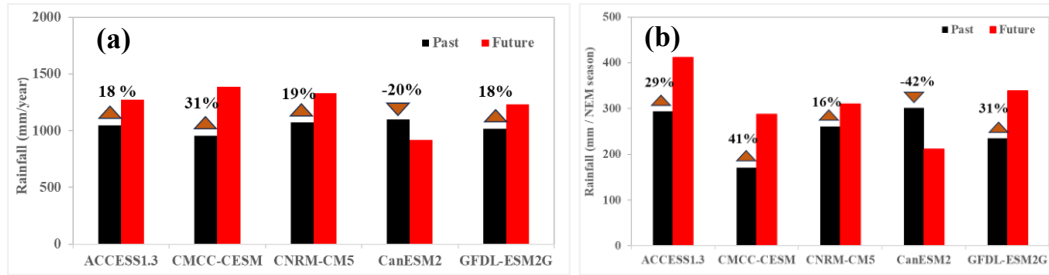 (a)
Past Future
Rainfall (mm/year)
2000
1500
1000
500
0
18 %
31%
19%
-20%
18%
ACCESS1.3 CMCC-CESM CNRM-CM5 CanESM2 GFDL-ESM2G
(b)
Past Future
Rainfall (mm / NEM season)
500
400
300
200
100
0
29%
41%
16%
-42%
31%
ACCESS1.3 CMCC-CESM CNRM-CM5 CanESM2 GFDL-ESM2G